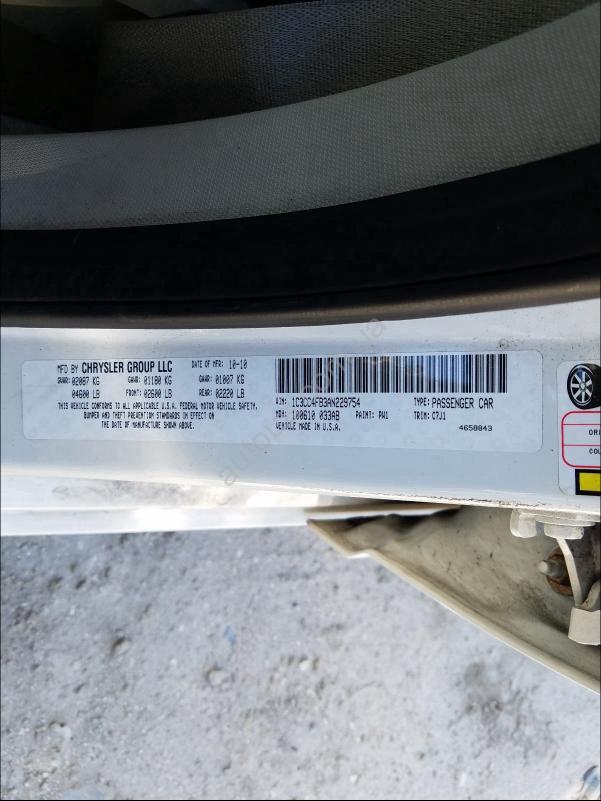 MFD BY CHRYSLER GROUP LLC DATE OF MFR: 10-10
GVWR: 02087 KG GAWR: 01180 KG GAWR: 01007 KG
04600 LB FRONT: 02600 LB REAR: 02220 LB
THIS VEHICLE CONFORMS TO ALL APPLICABLE U.S.A. FEDERAL MOTOR VEHICLE SAFETY,
BUMPER AND THEFT PREVENTION STANDARDS IN EFFECT ON
THE DATE OF MANUFACTURE SHOWN ABOVE.
VIN: 1C3CC4FB3AN229754 TYPE: PASSENGER CAR
MDH: 100610 033AB PAINT: PW1 TRIM: C7J1
VEHICLE MADE IN U.S.A. 4658843
ORI
COL